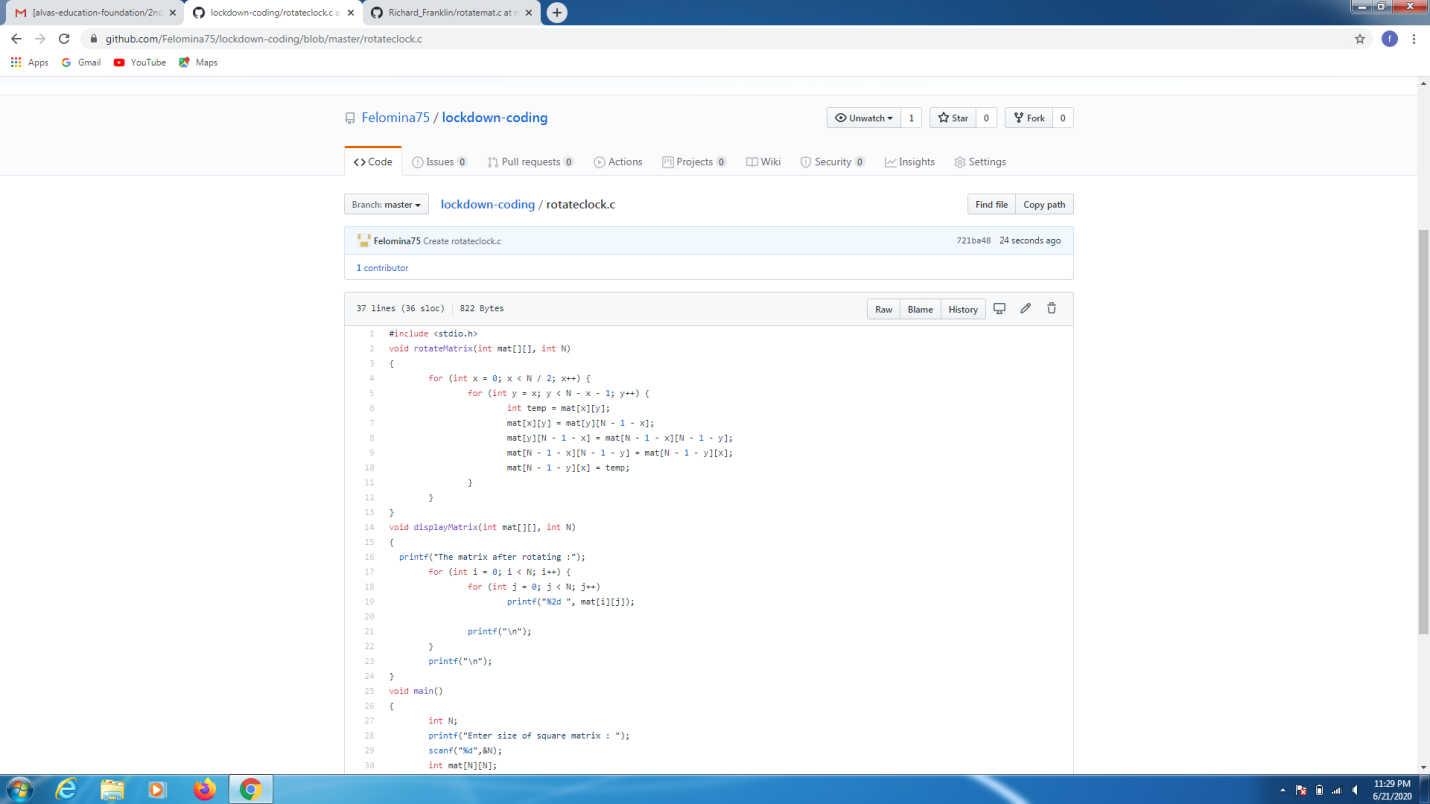 [alvas-education-foundation/2nd
lockdown-coding/rotateclock.c a
Richard_Franklin/rotatemat.c at
github.com/Felomina75/lockdown-coding/blob/master/rotateclock.c
f
Apps Gmail YouTube Maps
Felomina75 / lockdown-coding
Unwatch 1 Star 0 Fork 0
Code Issues 0 Pull requests 0 Actions Projects 0 Wiki Security 0 Insights Settings
Branch: master lockdown-coding / rotateclock.c Find file Copy path
Felomina75 Create rotateclock.c 721ba48 24 seconds ago
1 contributor
37 lines (36 sloc) 822 Bytes Raw Blame History
1 #include <stdio.h>
2 void rotateMatrix(int mat[][], int N)
3 {
4 for (int x = 0; x < N / 2; x++) {
5 for (int y = x; y < N - x - 1; y++) {
6 int temp = mat[x][y];
7 mat[x][y] = mat[y][N - 1 - x];
8 mat[y][N - 1 - x] = mat[N - 1 - x][N - 1 - y];
9 mat[N - 1 - x][N - 1 - y] = mat[N - 1 - y][x];
10 mat[N - 1 - y][x] = temp;
11 }
12 }
13 }
14 void displayMatrix(int mat[][], int N)
15 {
16 printf("The matrix after rotating :");
17 for (int i = 0; i < N; i++) {
18 for (int j = 0; j < N; j++)
19 printf("%2d ", mat[i][j]);
20
21 printf("\n");
22 }
23 printf("\n");
24 }
25 void main()
26 {
27 int N;
28 printf("Enter size of square matrix : ");
29 scanf("%d",&N);
30 int mat[N][N];
11:29 PM
6/21/2020